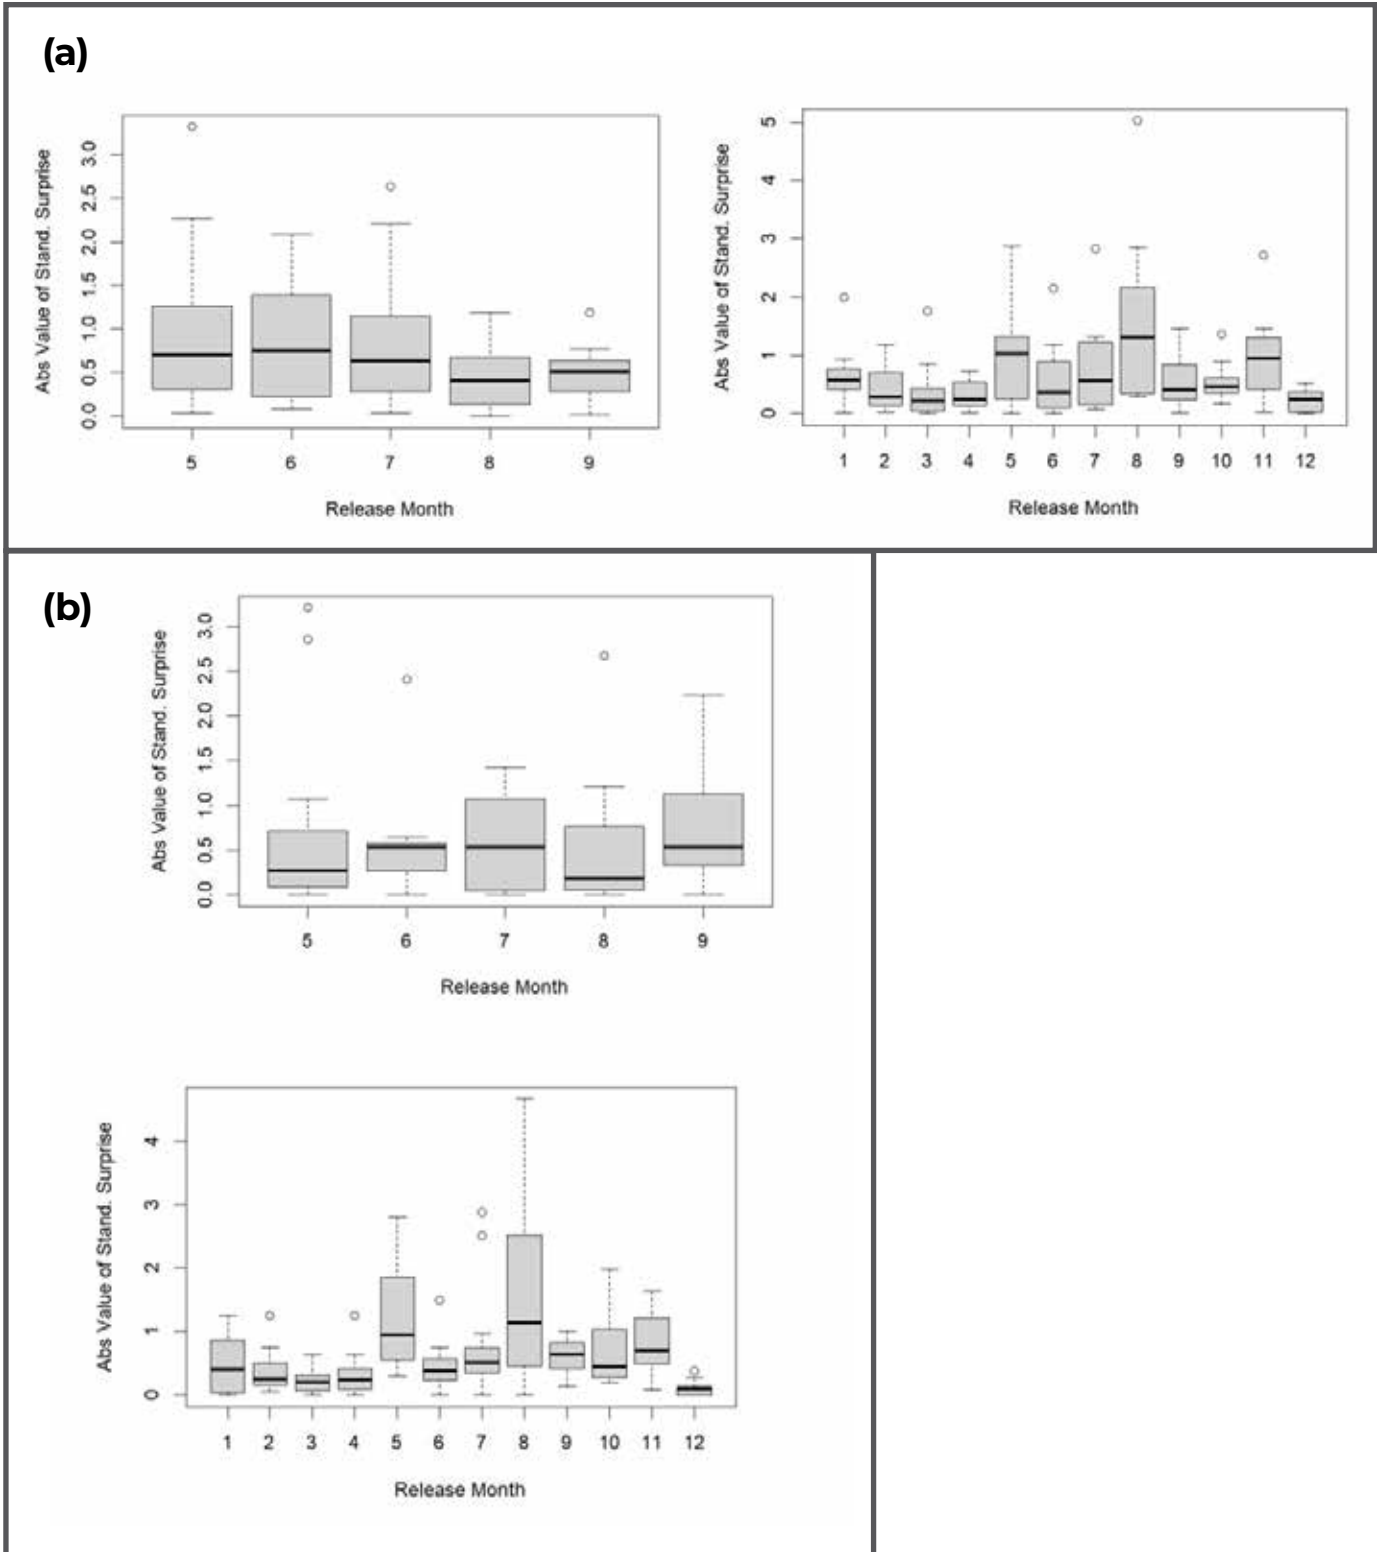 (a)
Abs Value of Stand. Surprise
3.0
2.5
2.0
1.5
1.0
0.5
0.0
5 6 7 8 9
Release Month
Abs Value of Stand. Surprise
5
4
3
2
1
0
1 2 3 4 5 6 7 8 9 10 11 12
Release Month
(b)
Abs Value of Stand. Surprise
3.0
2.5
2.0
1.5
1.0
0.5
0.0
5 6 7 8 9
Release Month
Abs Value of Stand. Surprise
4
3
2
1
0
1 2 3 4 5 6 7 8 9 10 11 12
Release Month